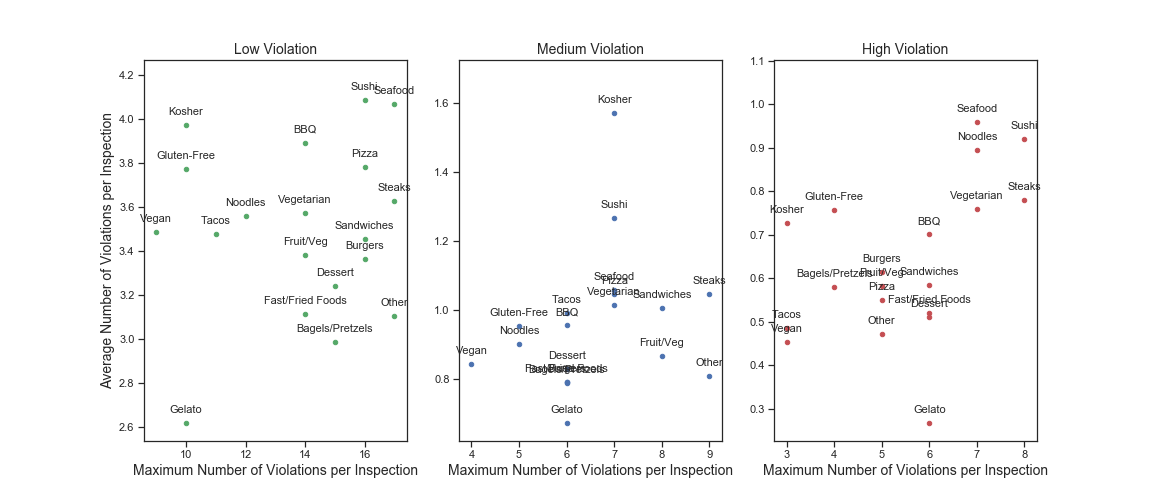 Low Violation
Medium Violation
High Violation
Average Number of Violations per Inspection
4.2
4.0
3.8
3.6
3.4
3.2
3.0
2.8
2.6
Sushi
Seafood
Kosher
BBQ
Gluten-Free
Pizza
Steaks
Noodles
Vegetarian
Vegan
Tacos
Sandwiches
Fruit/Veg
Burgers
Dessert
Fast/Fried Foods
Other
Bagels/Pretzels
Gelato
10
12
14
16
Maximum Number of Violations per Inspection
1.6
1.4
1.2
1.0
0.8
Kosher
Sushi
Seafood
Pizza
Steaks
Vegetarian
Sandwiches
Tacos
Gluten-Free
BBQ
Noodles
Fruit/Veg
Vegan
Dessert
Other
Fast/Fried Foods
Bagels/Pretzels
Gelato
4
5
6
7
8
9
Maximum Number of Violations per Inspection
1.1
1.0
0.9
0.8
0.7
0.6
0.5
0.4
0.3
Seafood
Sushi
Noodles
Steaks
Gluten-Free
Vegetarian
Kosher
BBQ
Burgers
Bagels/Pretzels
Fruit/Veg
Sandwiches
Pizza
Fast/Fried Foods
Dessert
Tacos
Other
Vegan
Gelato
3
4
5
6
7
8
Maximum Number of Violations per Inspection